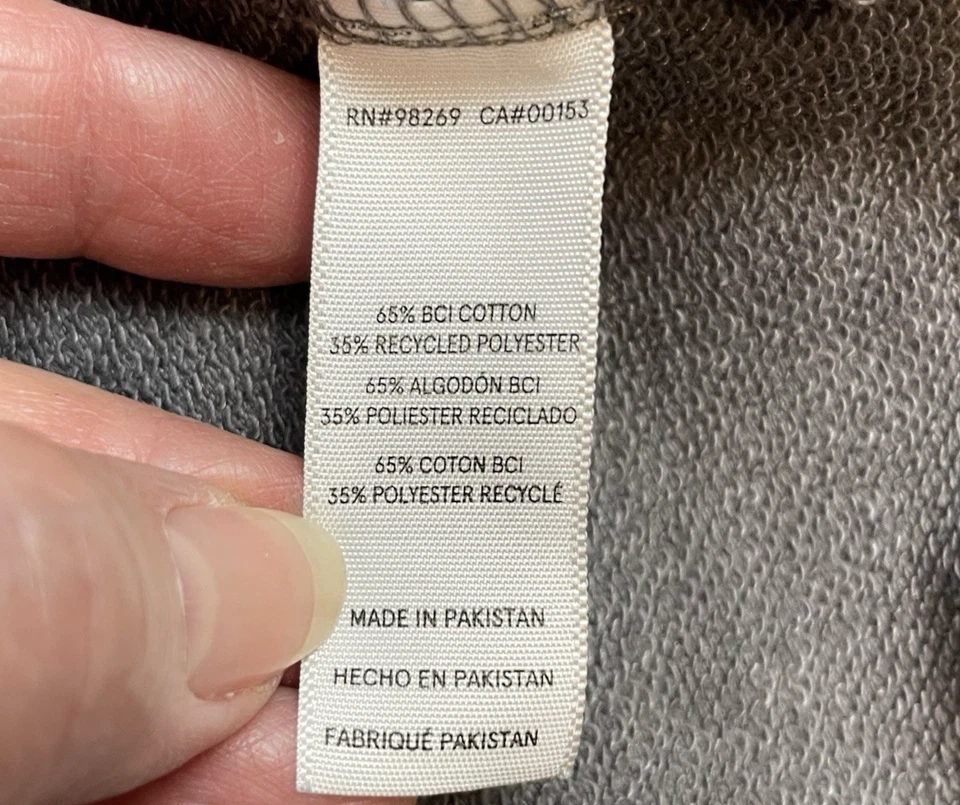 RN#98269 CA#00153
65% BCI COTTON
35% RECYCLED POLYESTER
65% ALGODÓN BCI
35% POLIESTER RECICLADO
65% COTON BCI
35% POLYESTER RECYCLÉ
MADE IN PAKISTAN
HECHO EN PAKISTAN
FABRIQUÉ PAKISTAN